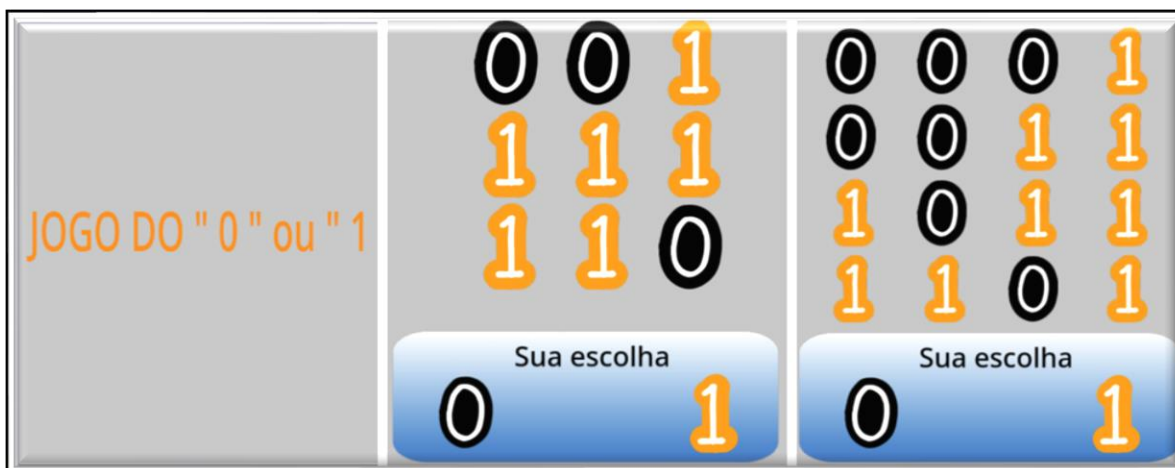 JOGO DO " 0 " ou " 1
0 0 1
1 1 1
1 1 0
Sua escolha
0 1
0 0 0 1
0 0 1 1
1 0 1 1
1 1 0 1
Sua escolha
0 1